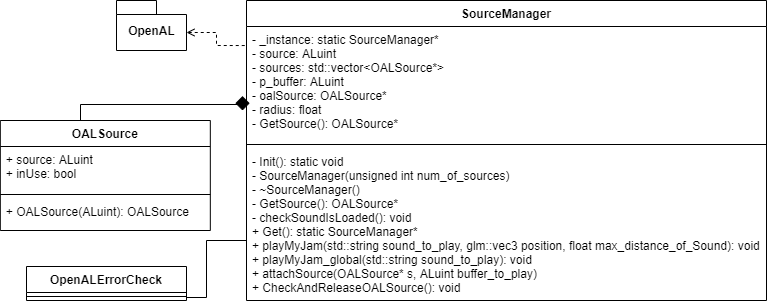 OpenAL
SourceManager
- _instance: static SourceManager*
- source: ALuint
- sources: std::vector<OALSource*>
- p_buffer: ALuint
- oalSource: OALSource*
- radius: float
- GetSource(): OALSource*
- Init(): static void
- SourceManager(unsigned int num_of_sources)
- ~SourceManager()
- GetSource(): OALSource*
- checkSoundIsLoaded(): void
+ Get(): static SourceManager*
+ playMyJam(std::string sound_to_play, glm::vec3 position, float max_distance_of_Sound): void
+ playMyJam_global(std::string sound_to_play): void
+ attachSource(OALSource* s, ALuint buffer_to_play)
+ CheckAndReleaseOALSource(): void
OALSource
+ source: ALuint
+ inUse: bool
+ OALSource(ALuint): OALSource
OpenALErrorCheck